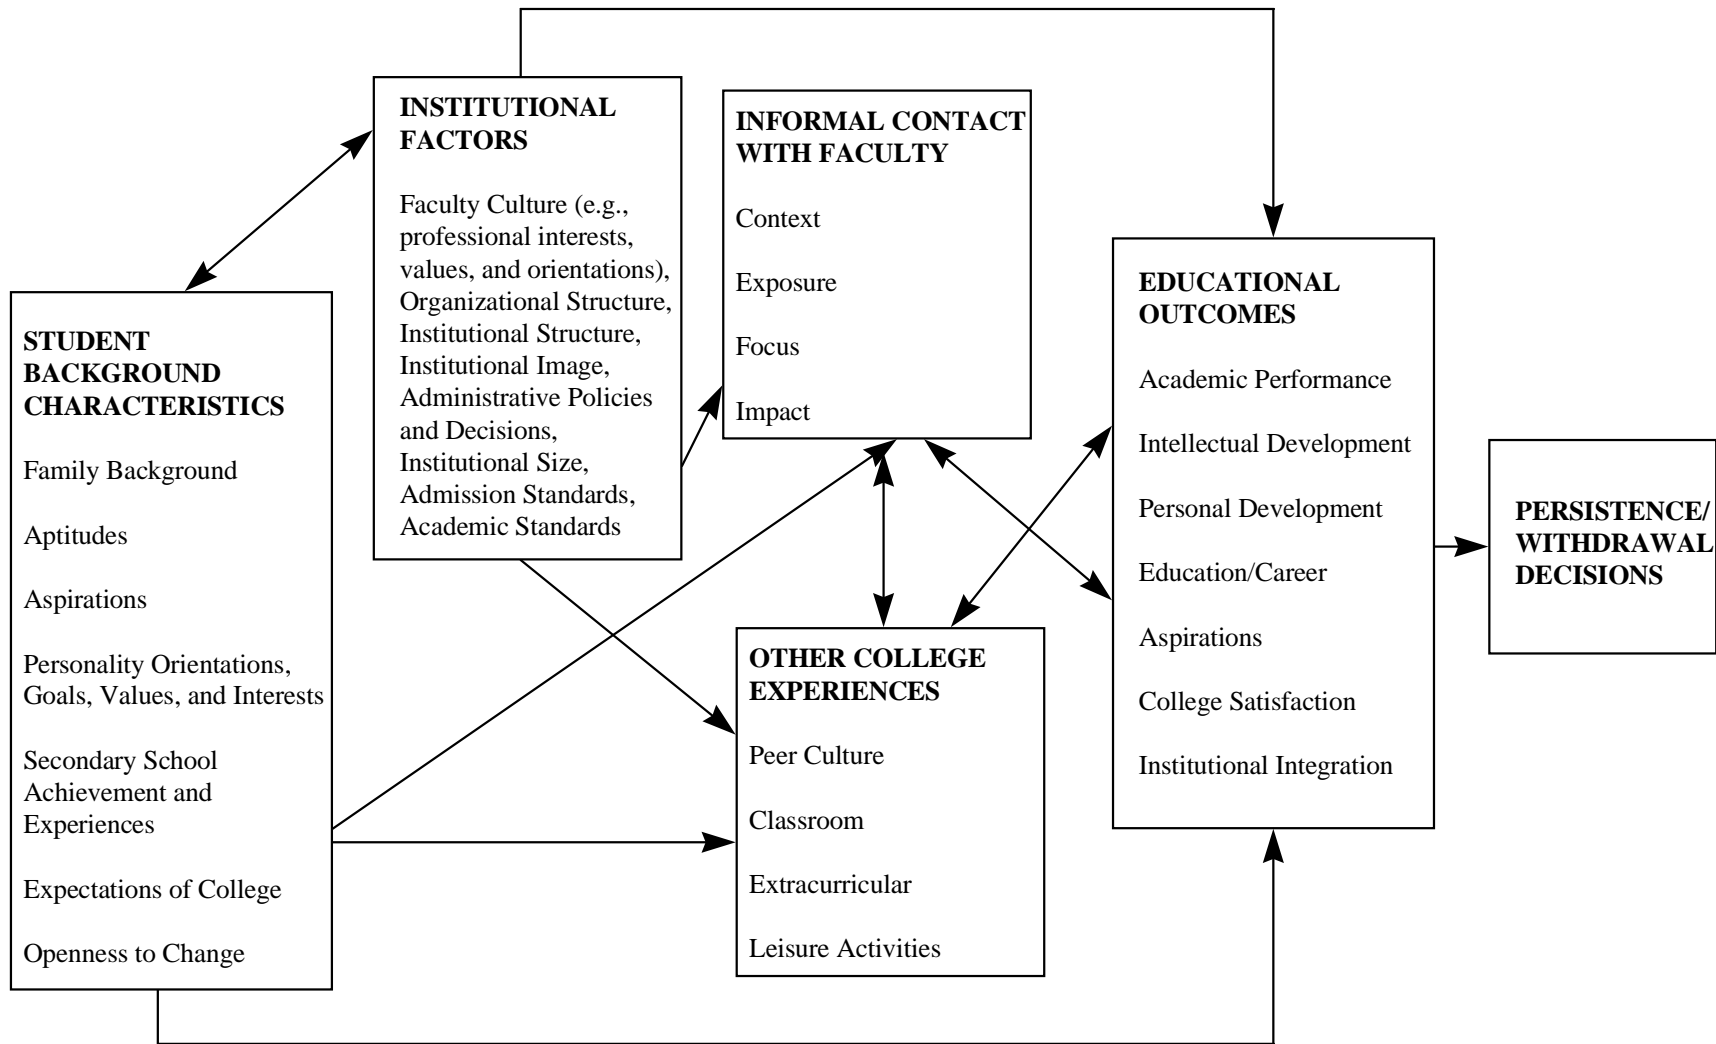 INSTITUTIONAL
FACTORS
Faculty Culture (e.g.,
professional interests,
values, and orientations),
Organizational Structure,
Institutional Structure,
Institutional Image,
Administrative Policies
and Decisions,
Institutional Size,
Admission Standards,
Academic Standards
INFORMAL CONTACT
WITH FACULTY
Context
Exposure
Focus
Impact
STUDENT
BACKGROUND
CHARACTERISTICS
Family Background
Aptitudes
Aspirations
Personality Orientations,
Goals, Values, and Interests
Secondary School
Achievement and
Experiences
Expectations of College
Openness to Change
OTHER COLLEGE
EXPERIENCES
Peer Culture
Classroom
Extracurricular
Leisure Activities
EDUCATIONAL
OUTCOMES
Academic Performance
Intellectual Development
Personal Development
Education/Career
Aspirations
College Satisfaction
Institutional Integration
PERSISTENCE/
WITHDRAWAL
DECISIONS